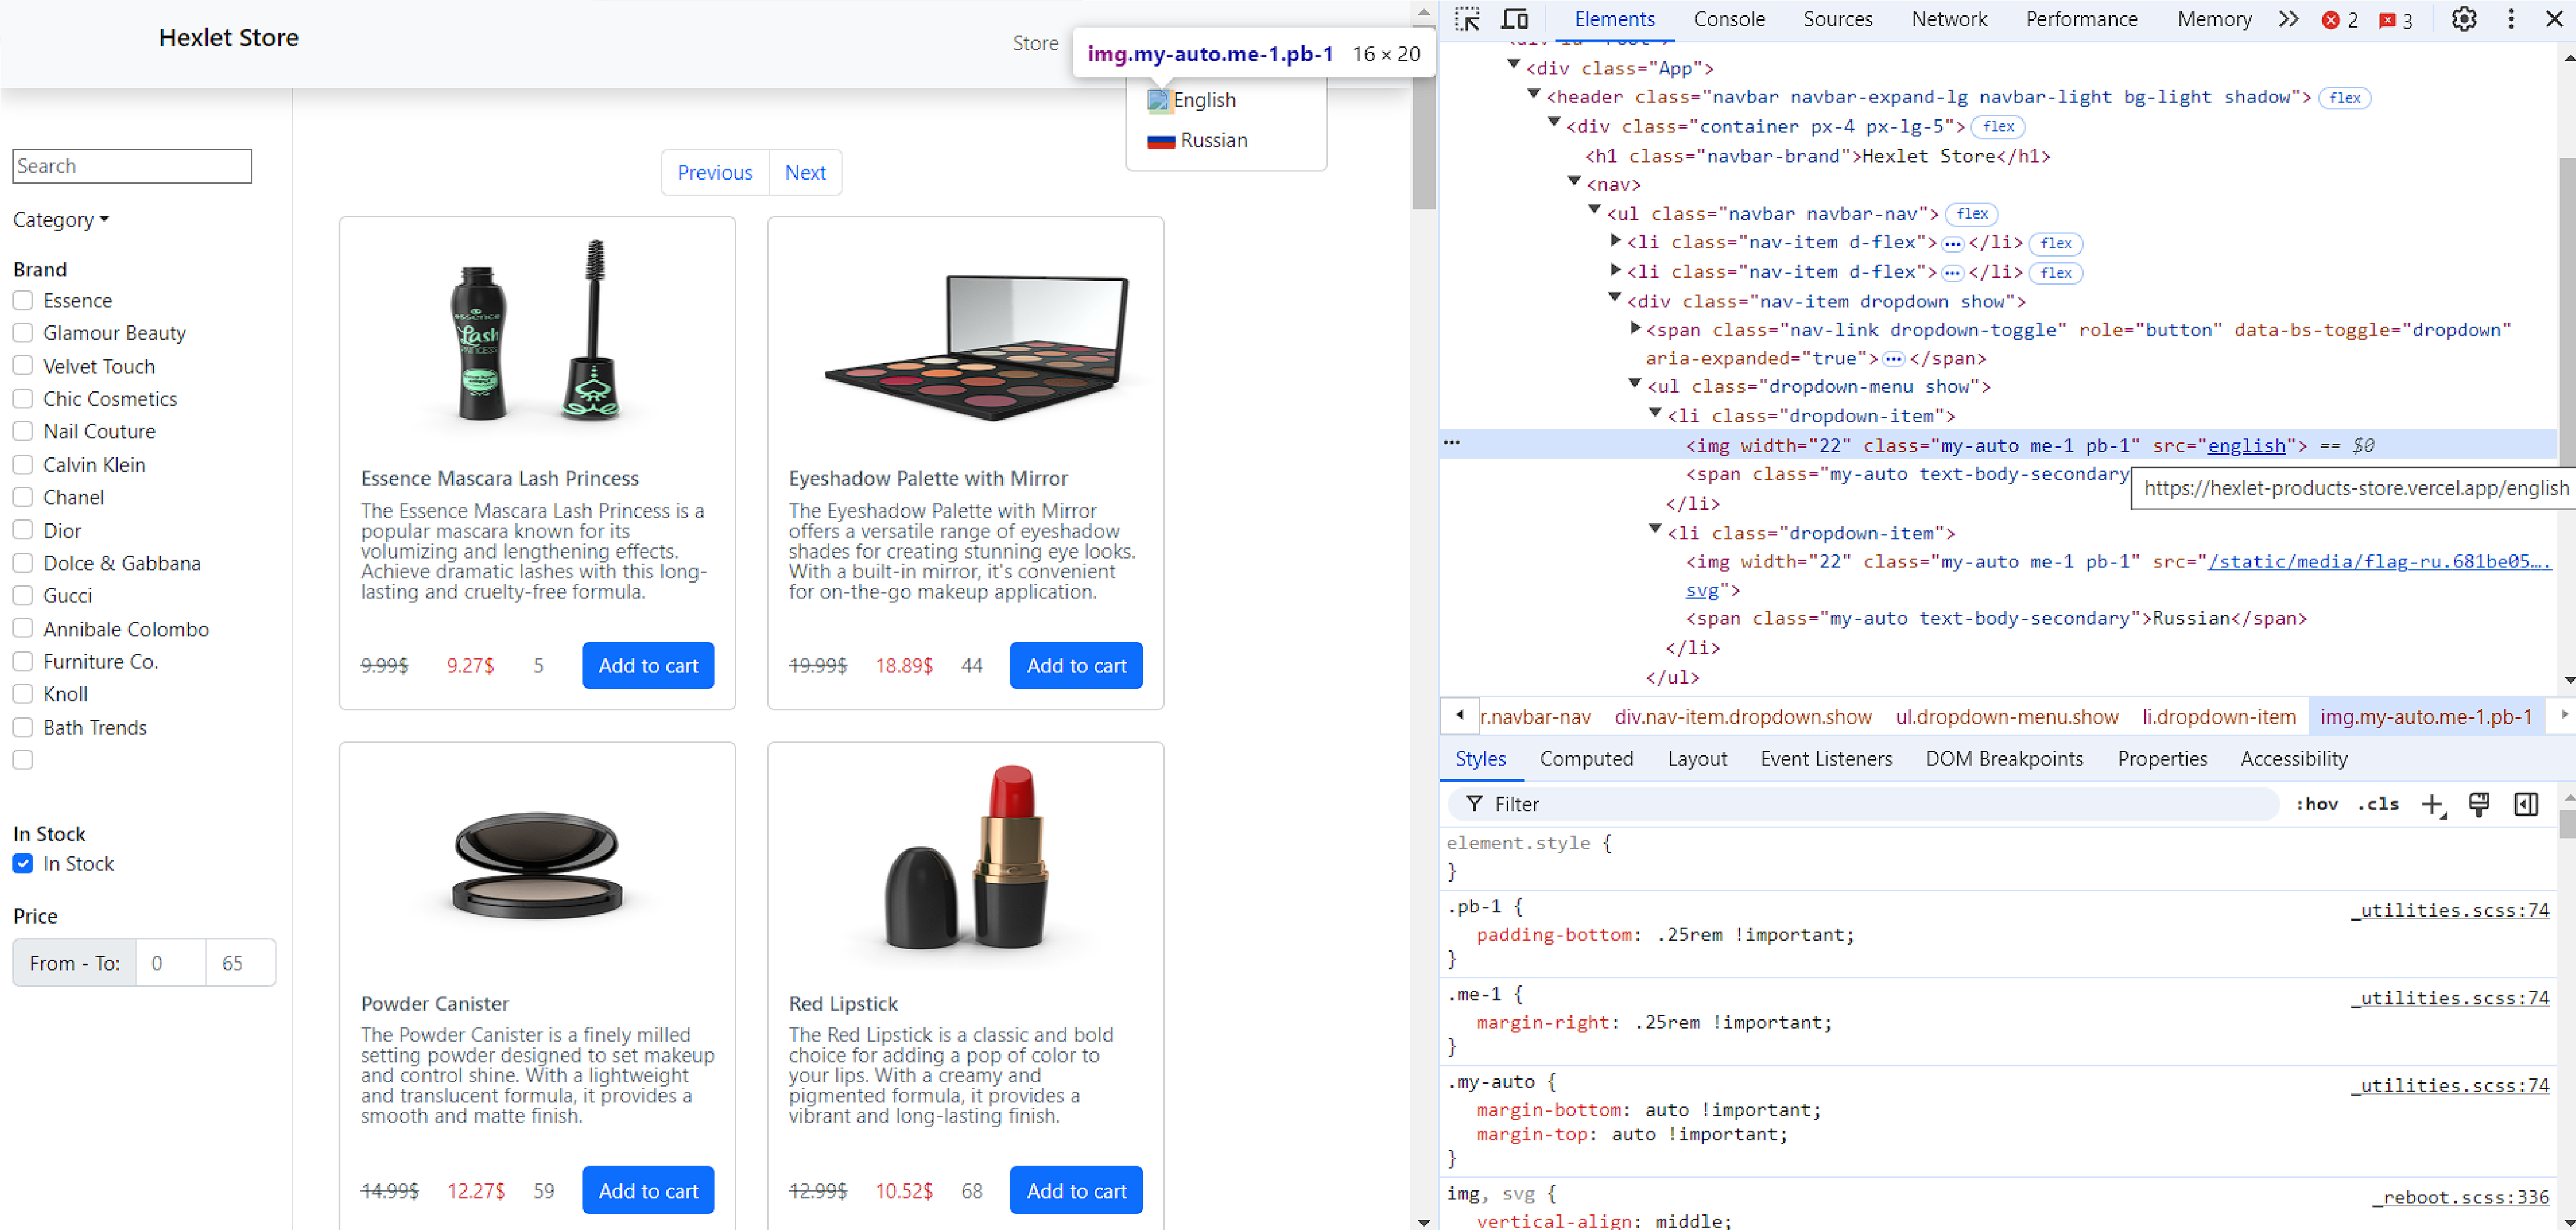 Hexlet Store
Store
img.my-auto.me-1.pb-1 16 × 20
English
Russian
Search
Category
Brand
Essence
Glamour Beauty
Velvet Touch
Chic Cosmetics
Nail Couture
Calvin Klein
Chanel
Dior
Dolce & Gabbana
Gucci
Annibale Colombo
Furniture Co.
Knoll
Bath Trends
In Stock
In Stock
Price
From - To: 0 65
Previous Next
essence
Lash
PRINCESS
Essence Mascara Lash Princess
The Essence Mascara Lash Princess is a
popular mascara known for its
volumizing and lengthening effects.
Achieve dramatic lashes with this long-
lasting and cruelty-free formula.
9.99$ 9.27$ 5 Add to cart
Eyeshadow Palette with Mirror
The Eyeshadow Palette with Mirror
offers a versatile range of eyeshadow
shades for creating stunning eye looks.
With a built-in mirror, it's convenient
for on-the-go makeup application.
19.99$ 18.89$ 44 Add to cart
Powder Canister
The Powder Canister is a finely milled
setting powder designed to set makeup
and control shine. With a lightweight
and translucent formula, it provides a
smooth and matte finish.
14.99$ 12.27$ 59 Add to cart
Red Lipstick
The Red Lipstick is a classic and bold
choice for adding a pop of color to
your lips. With a creamy and
pigmented formula, it provides a
vibrant and long-lasting finish.
12.99$ 10.52$ 68 Add to cart
Elements Console Sources Network Performance Memory 2 3
<div class="App">
<header class="navbar navbar-expand-lg navbar-light bg-light shadow"> flex
<div class="container px-4 px-lg-5"> flex
<h1 class="navbar-brand">Hexlet Store</h1>
<nav>
<ul class="navbar navbar-nav"> flex
<li class="nav-item d-flex">…</li> flex
<li class="nav-item d-flex">…</li> flex
<div class="nav-item dropdown show">
<span class="nav-link dropdown-toggle" role="button" data-bs-toggle="dropdown"
aria-expanded="true">…</span>
<ul class="dropdown-menu show">
<li class="dropdown-item">
… <img width="22" class="my-auto me-1 pb-1" src="english"> == $0
<span class="my-auto text-body-secondary
https://hexlet-products-store.vercel.app/english
</li>
<li class="dropdown-item">
<img width="22" class="my-auto me-1 pb-1" src="/static/media/flag-ru.681be05….
svg">
<span class="my-auto text-body-secondary">Russian</span>
</li>
</ul>
r.navbar-nav div.nav-item.dropdown.show ul.dropdown-menu.show li.dropdown-item img.my-auto.me-1.pb-1
Styles Computed Layout Event Listeners DOM Breakpoints Properties Accessibility
Filter :hov .cls
element.style {
}
.pb-1 { _utilities.scss:74
padding-bottom: .25rem !important;
}
.me-1 { _utilities.scss:74
margin-right: .25rem !important;
}
.my-auto { _utilities.scss:74
margin-bottom: auto !important;
margin-top: auto !important;
}
img, svg { _reboot.scss:336
vertical-align: middle;